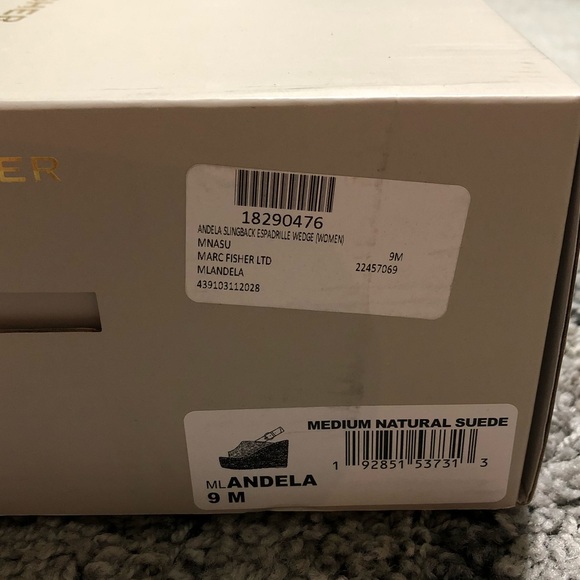 SHER
ER
18290476
ANDELA SLINGBACK ESPADRILLE WEDGE (WOMEN)
MNASU 9M
MARC FISHER LTD 22457069
MLANDELA
439103112028
MEDIUM NATURAL SUEDE
1 92851 53731 3
MLANDELA
9 M